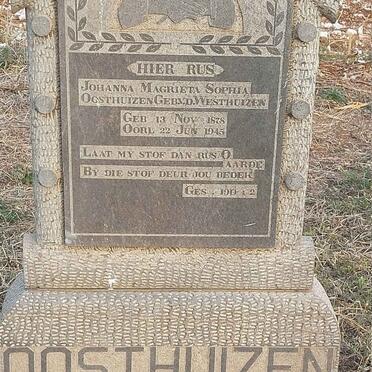 HIER RUS
JOHANNA MAGRIETA SOPHIA
OOSTHUIZEN GEB.V.D.WESTHUIZEN
GEB 13 NOV 1878
OORL 22 JUN 1945
LAAT MY STOF DAN RUS O
AARDE
BY DIE STOF DEUR JOU BEDEK
GES. 190 : 2
OOSTHUIZEN